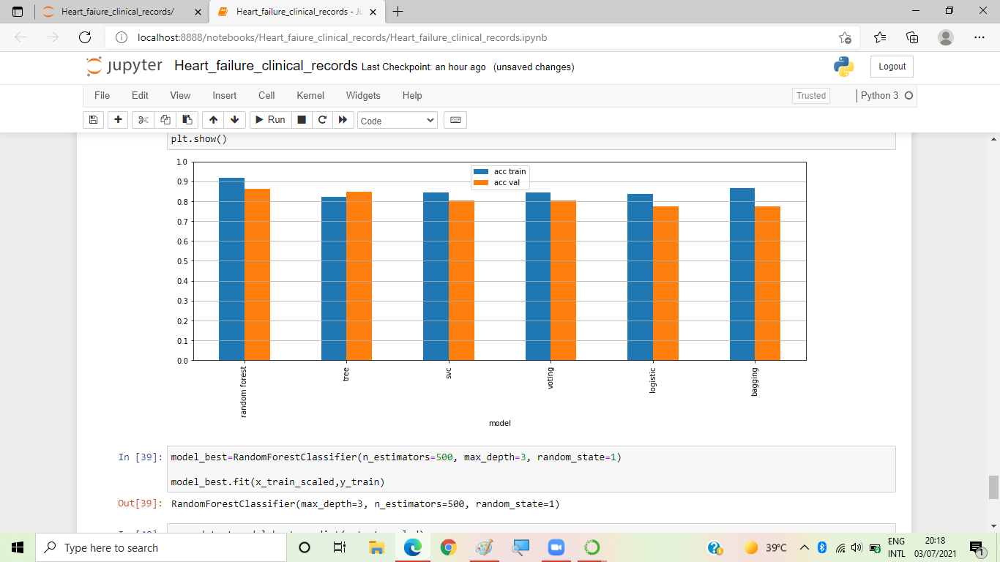 Heart_faiure_clinical_records/
Heart_failure_clinical_records - Ju
localhost:8888/notebooks/Heart_faiure_clinical_records/Heart_failure_clinical_records.ipynb
jupyter Heart_failure_clinical_records Last Checkpoint: an hour ago (unsaved changes)
Logout
File Edit View Insert Cell Kernel Widgets Help
Trusted
Python 3
Run
Code
plt.show()
1.0
0.9
0.8
0.7
0.6
0.5
0.4
0.3
0.2
0.1
0.0
acc train
acc val
random forest
tree
svc
voting
logistic
bagging
model
In [39]: model_best=RandomForestClassifier(n_estimators=500, max_depth=3, random_state=1)
model_best.fit(x_train_scaled,y_train)
Out[39]: RandomForestClassifier(max_depth=3, n_estimators=500, random_state=1)
Type here to search
39°C
ENG
INTL
20:18
03/07/2021
1